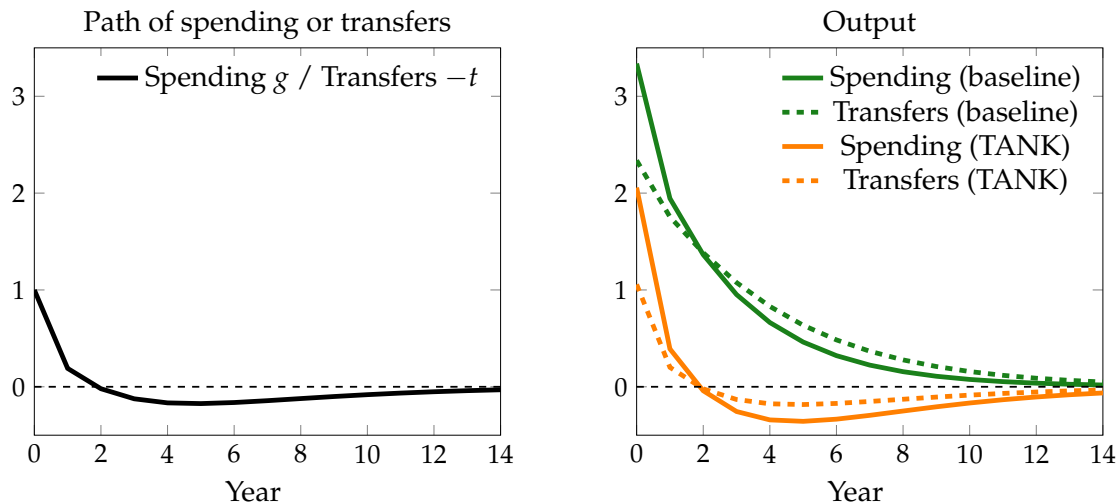 Path of spending or transfers
Spending g / Transfers −t
3
2
1
0
0 2 4 6 8 10 12 14
Year
Output
Spending (baseline)
Transfers (baseline)
Spending (TANK)
Transfers (TANK)
3
2
1
0
0 2 4 6 8 10 12 14
Year